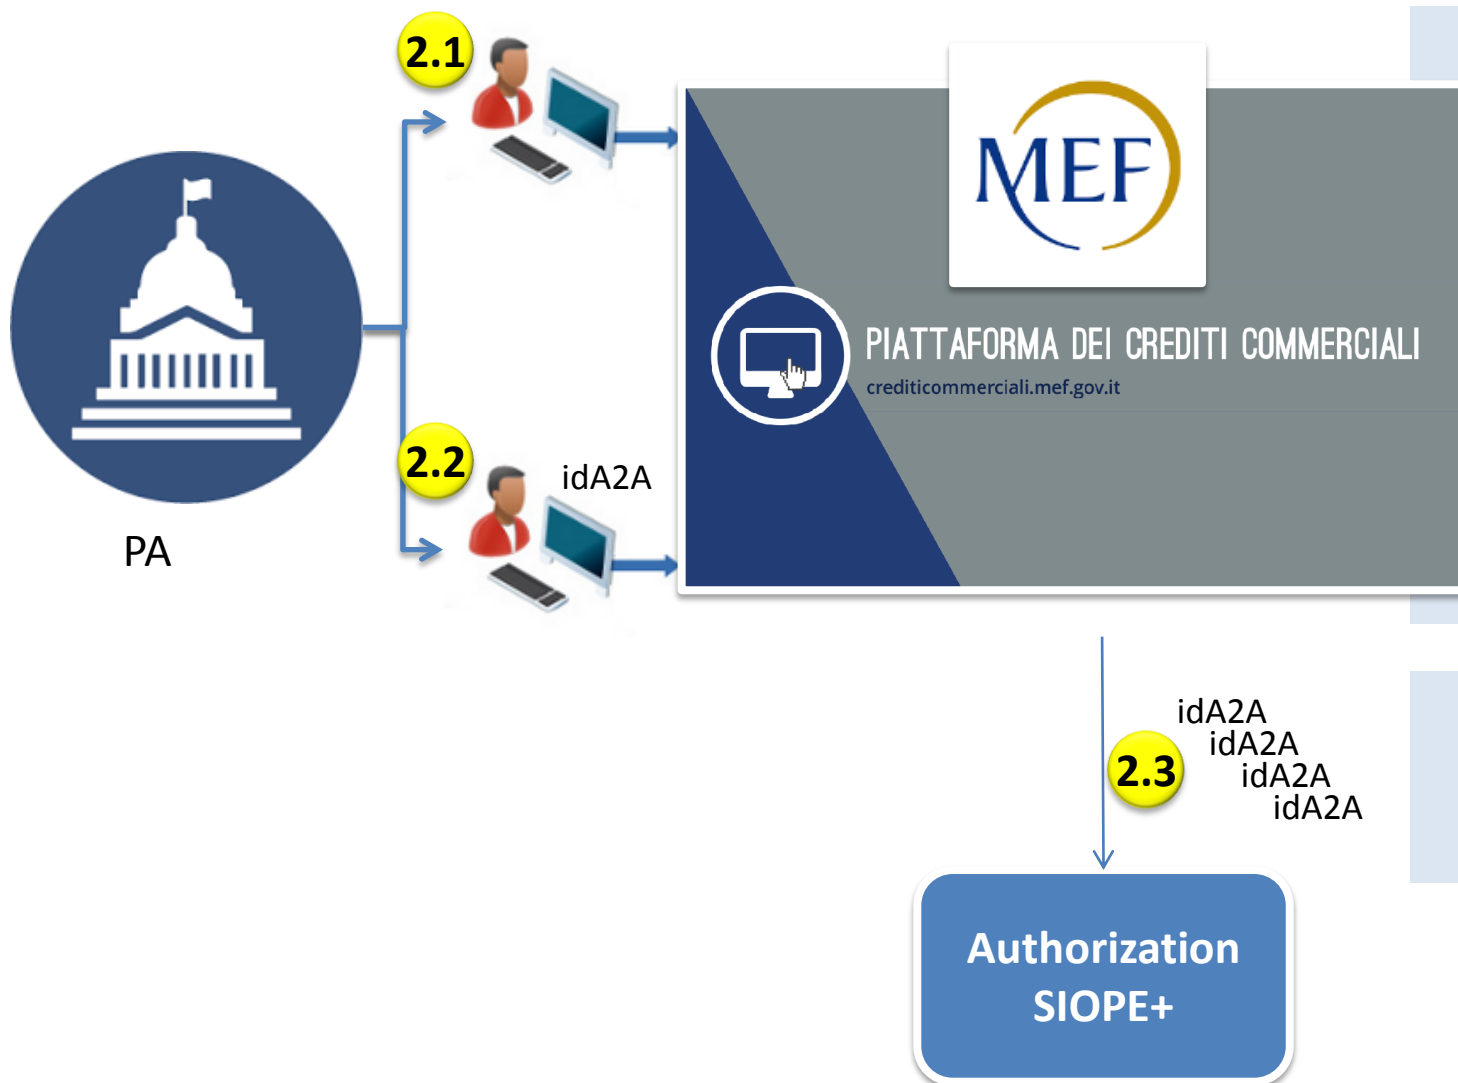 2.1
MEF
PIATTAFORMA DEI CREDITI COMMERCIALI
crediticommerciali.mef.gov.it
2.2
idA2A
PA
idA2A
idA2A
2.3
idA2A
idA2A
Authorization
SIOPE+